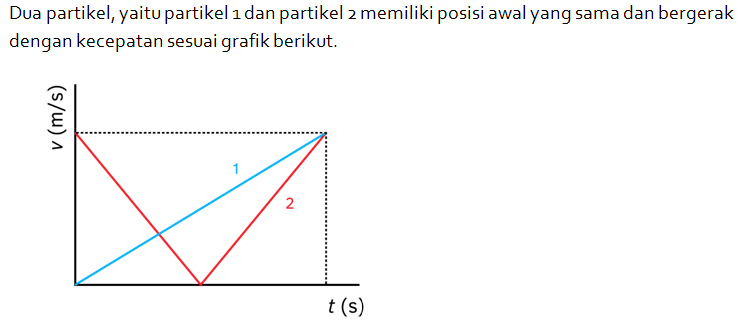 Dua partikel, yaitu partikel 1 dan partikel 2 memiliki posisi awal yang sama dan bergerak
dengan kecepatan sesuai grafik berikut.
v (m/s)
1
2
t (s)